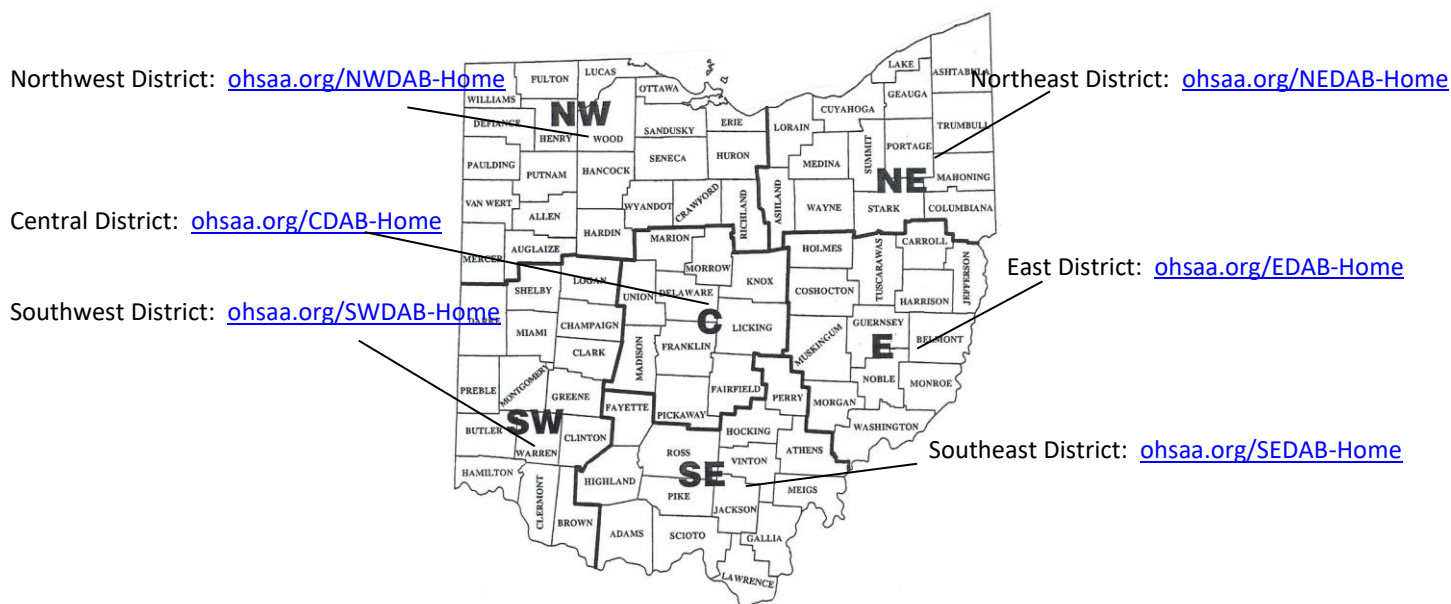 Northwest District: ohsaa.org/NWDAB-Home
Northeast District: ohsaa.org/NEDAB-Home
Central District: ohsaa.org/CDAB-Home
East District: ohsaa.org/EDAB-Home
Southwest District: ohsaa.org/SWDAB-Home
Southeast District: ohsaa.org/SEDAB-Home
NW
WILLIAMS
FULTON
LUCAS
OTTAWA
DEFIANCE
HENRY
WOOD
SANDUSKY
ERIE
PAULDING
PUTNAM
HANCOCK
SENECA
HURON
VAN WERT
ALLEN
WYANDOT
CRAWFORD
RICHLAND
MERCER
AUGLAIZE
HARDIN
NE
LAKE
ASHTABULA
GEAUGA
CUYAHOGA
LORAIN
TRUMBULL
MEDINA
SUMMIT
PORTAGE
MAHONING
ASHLAND
WAYNE
STARK
COLUMBIANA
C
MARION
MORROW
KNOX
UNION
DELAWARE
LICKING
MADISON
FRANKLIN
FAIRFIELD
PICKAWAY
E
HOLMES
TUSCARAWAS
CARROLL
JEFFERSON
COSHOCTON
HARRISON
MUSKINGUM
GUERNSEY
BELMONT
NOBLE
MONROE
MORGAN
WASHINGTON
SW
LOGAN
SHELBY
DARKE
MIAMI
CHAMPAIGN
CLARK
PREBLE
MONTGOMERY
GREENE
BUTLER
WARREN
CLINTON
HAMILTON
CLERMONT
BROWN
SE
FAYETTE
PERRY
HOCKING
ROSS
VINTON
ATHENS
HIGHLAND
PIKE
JACKSON
MEIGS
ADAMS
SCIOTO
GALLIA
LAWRENCE